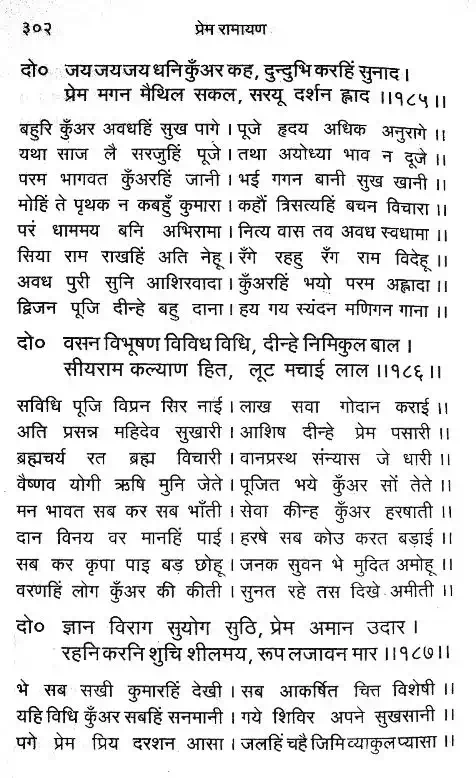 ३०२ प्रेम रामायण
दो० जय जय जय धनि कुँअर कह, दुन्दुभि करहिं सुनाद ।
प्रेम मगन मैथिल सकल, सरयू दर्शन ह्लाद ।।१८५।।
बहुरि कुँअर अवधहिं सुख पागे । पूजे हृदय अधिक अनुरागे ।।
यथा साज लै सरजुहिं पूजे । तथा अयोध्या भाव न दूजे ।।
परम भागवत कुँअरहिं जानी । भई गगन बानी सुख खानी ।।
मोहिं ते पृथक न कबहुँ कुमारा । कहौं त्रिसत्यहिं बचन विचारा ।।
परं धाममय बनि अभिरामा । नित्य वास तव अवध स्वधामा ।।
सिया राम राखहिं अति नेहू । रँगे रहहु रँग राम विदेहू ।।
अवध पुरी सुनि आशिरवादा । कुँअरहिं भयो परम अह्लादा ।।
द्विजन पूजि दीन्हे बहु दाना । हय गय स्यंदन मणिगन गाना ।।
दो० वसन विभूषण विविध विधि, दीन्हे निमिकुल बाल ।
सीयराम कल्याण हित, लूट मचाई लाल ।।१८६।।
सविधि पूजि विप्रन सिर नाई । लाख सवा गोदान कराई ।।
अति प्रसन्न महिदेव सुखारी । आशिष दीन्हे प्रेम पसारी ।।
ब्रह्मचर्य रत ब्रह्म विचारी । वानप्रस्थ संन्यास जे धारी ।।
वैष्णव योगी ऋषि मुनि जेते । पूजित भये कुँअर सों तेते ।।
मन भावत सब कर सब भाँती । सेवा कीन्ह कुँअर हरषाती ।।
दान विनय वर मानहिं पाई । हरषे सब कोउ करत बड़ाई ।।
सब कर कृपा पाइ बड़ छोहू । जनक सुवन भे मुदित अमोहू ।।
वरणहिं लोग कुँअर की कीती । सुनत रहे तस दिखे अमीती ।।
दो० ज्ञान विराग सुयोग सुठि, प्रेम अमान उदार ।
रहनि करनि शुचि शीलमय, रूप लजावन मार ।।१८७।।
भे सब सखी कुमारहिं देखी । सब आकर्षित चित्त विशेषी ।।
यहि विधि कुँअर सबहिं सनमानी । गये शिविर अपने सुखसानी ।।
पगे प्रेम प्रिय दरशन आसा । जलहिं चहै जिमि व्याकुल प्यासा ।।